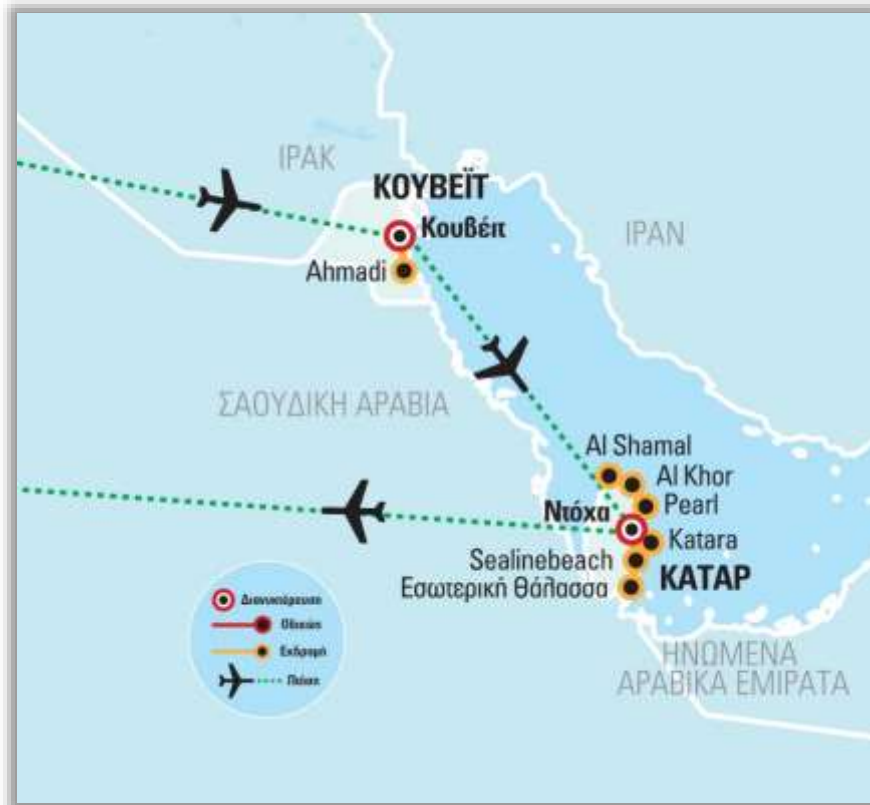 ΙΡΑΚ
ΚΟΥΒΕΪΤ
Κουβέιτ
ΙΡΑΝ
Ahmadi
ΣΑΟΥΔΙΚΗ ΑΡΑΒΙΑ
Al Shamal
Al Khor
Pearl
Ντόχα
Katara
Sealinebeach
Εσωτερική θάλασσα
ΚΑΤΑΡ
Διανυκτέρευση
Οδικώς
Εκδρομή
Πτήση
ΗΝΩΜΕΝΑ
ΑΡΑΒΙΚΑ ΕΜΙΡΑΤΑ